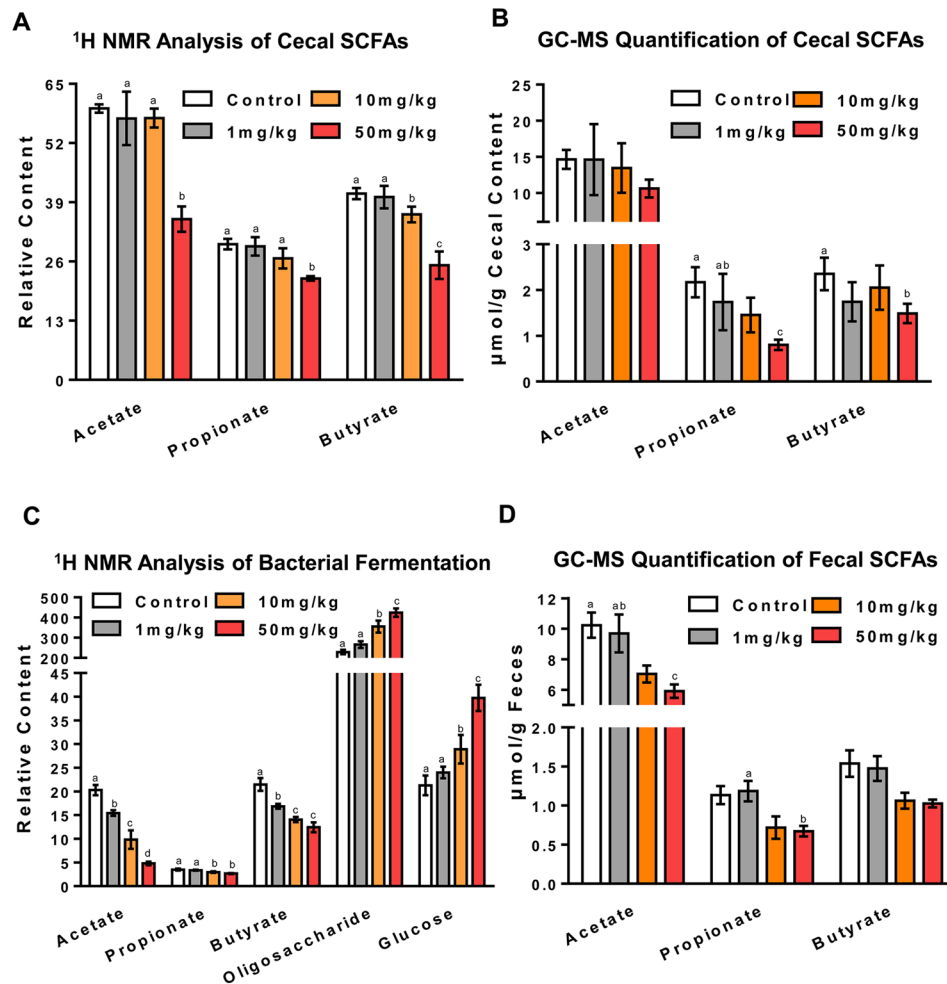 A
¹H NMR Analysis of Cecal SCFAs
Control 10mg/kg
1mg/kg 50mg/kg
Relative Content
65
52
39
26
13
0
a a a b
a a a b
a a b c
Acetate Propionate Butyrate
B
GC-MS Quantification of Cecal SCFAs
Control 10mg/kg
1mg/kg 50mg/kg
µmol/g Cecal Content
25
20
15
10
3
2
1
0
a ab c
a b
Acetate Propionate Butyrate
C
¹H NMR Analysis of Bacterial Fermentation
Control 10mg/kg
1mg/kg 50mg/kg
Relative Content
500
400
300
200
45
40
35
30
25
20
15
10
5
0
a b c d
a a b b
a b c c
a a b c
a a b c
Acetate Propionate Butyrate Oligosaccharide Glucose
D
GC-MS Quantification of Fecal SCFAs
Control 10mg/kg
1mg/kg 50mg/kg
µmol/g Feces
12
10
8
6
2.0
1.5
1.0
0.5
0.0
a ab c
a b
Acetate Propionate Butyrate